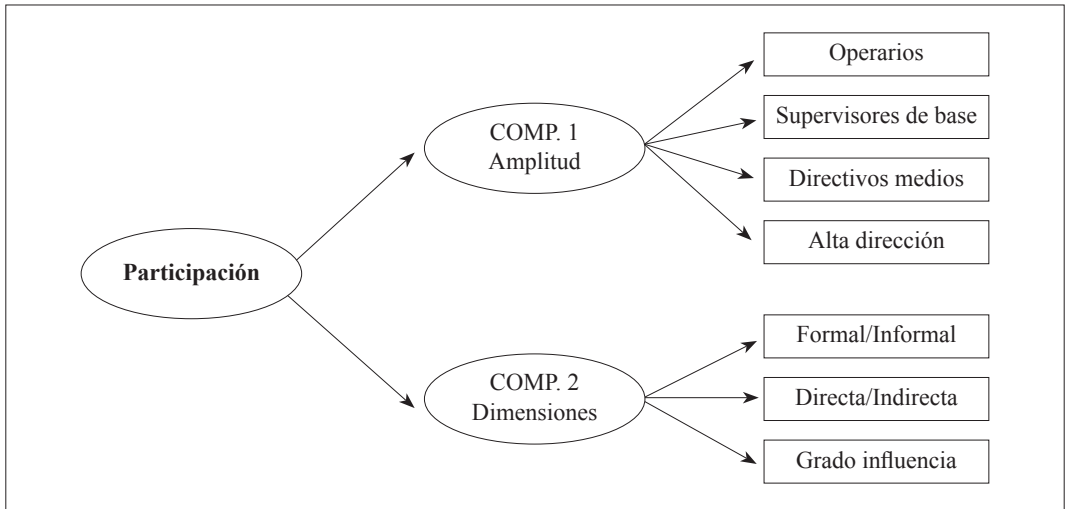 Participación
COMP. 1
Amplitud
Operarios
Supervisores de base
Directivos medios
Alta dirección
COMP. 2
Dimensiones
Formal/Informal
Directa/Indirecta
Grado influencia